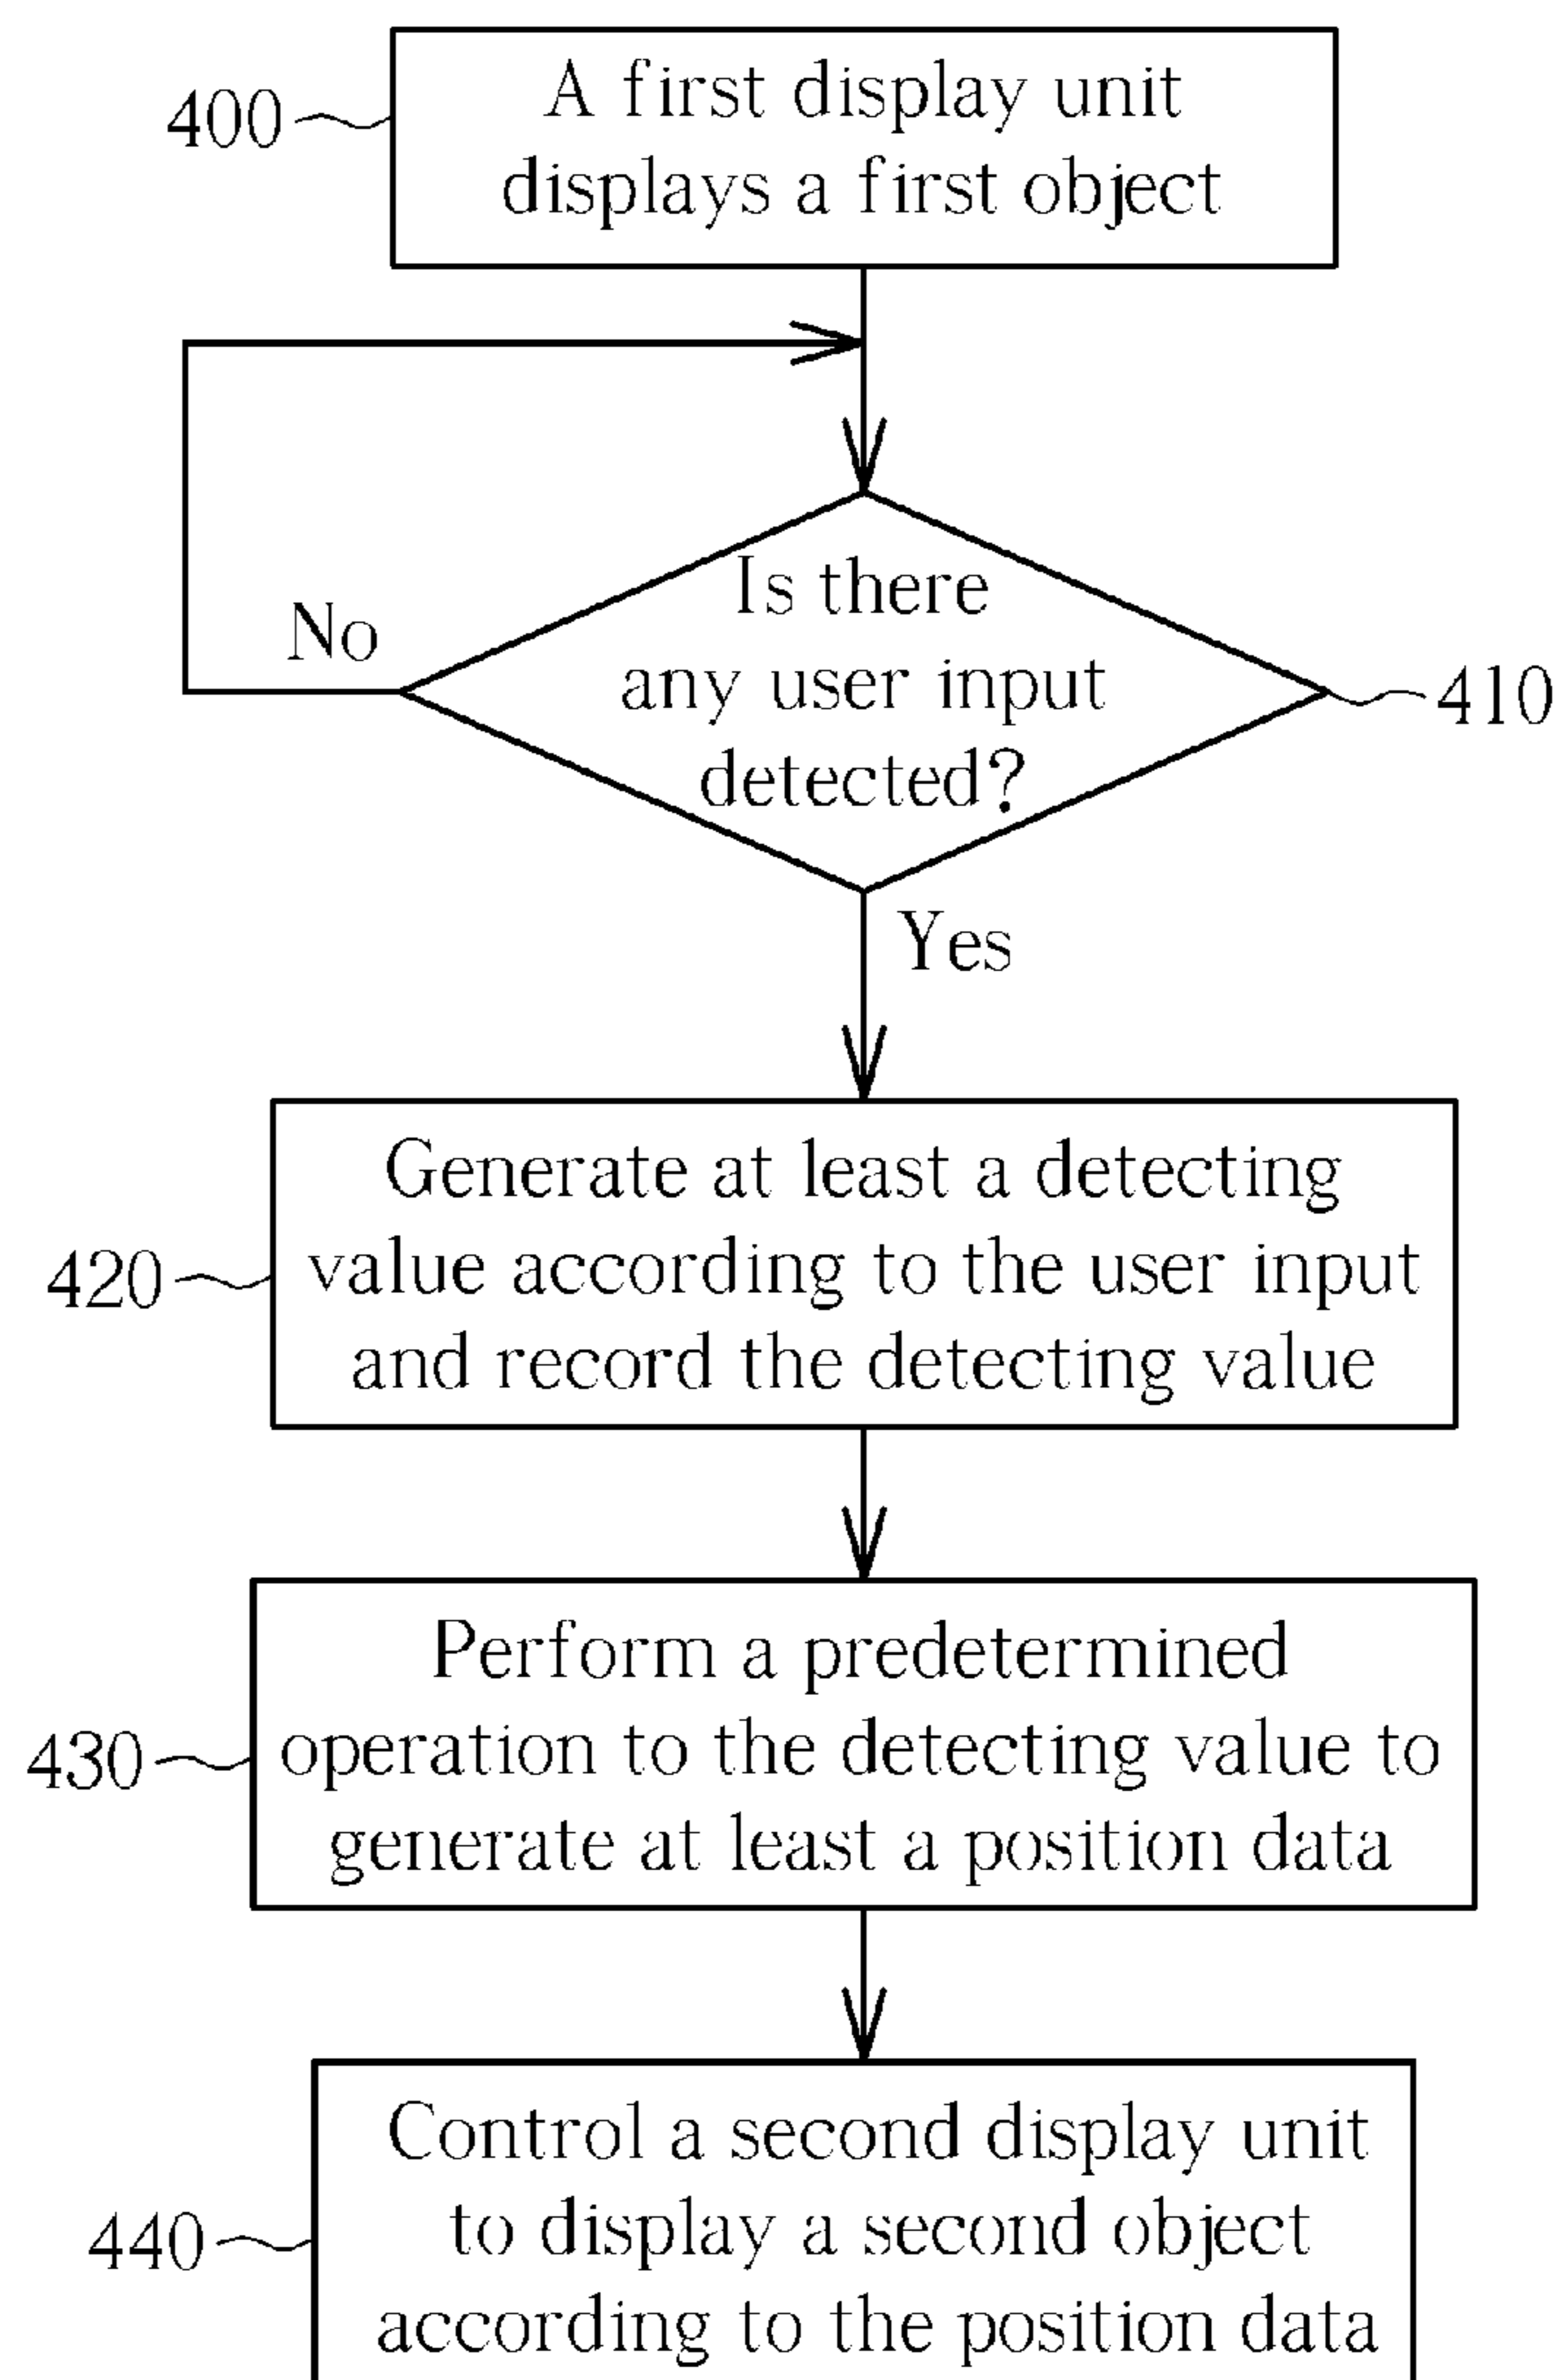 400
A first display unit
displays a first object
No
Is there
any user input
detected?
410
Yes
420
Generate at least a detecting
value according to the user input
and record the detecting value
430
Perform a predetermined
operation to the detecting value to
generate at least a position data
440
Control a second display unit
to display a second object
according to the position data